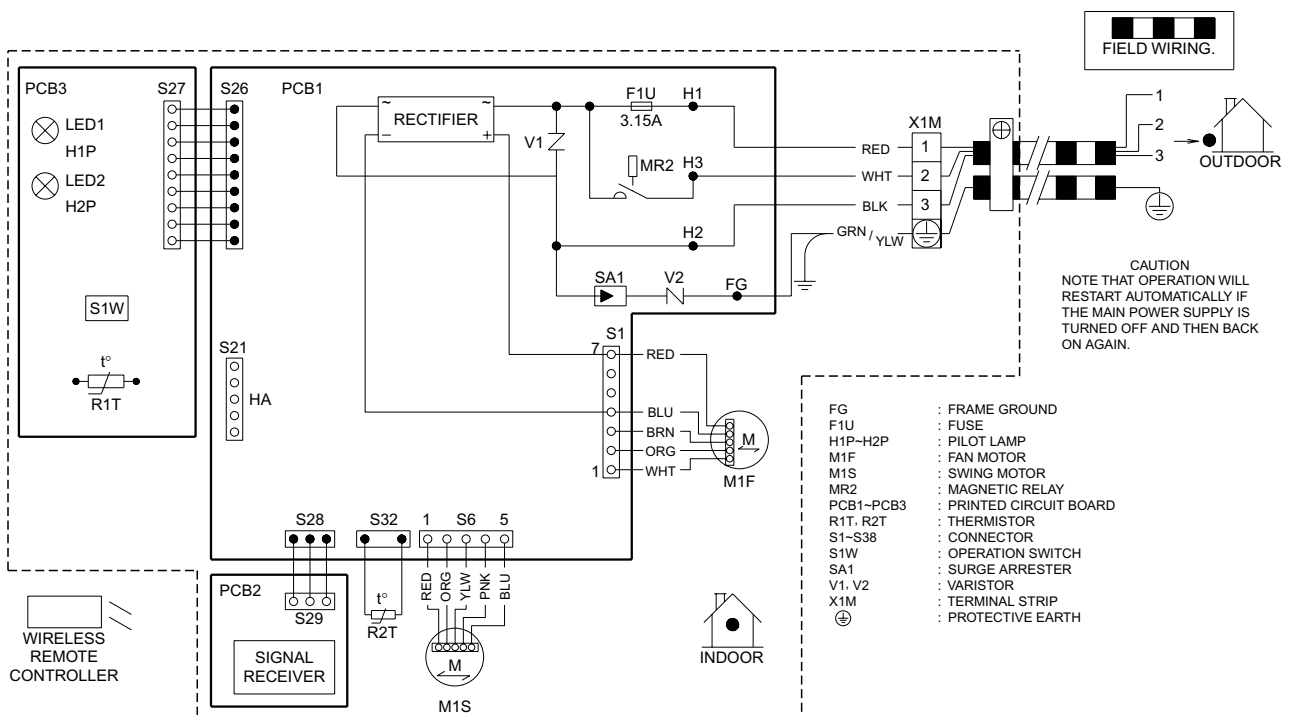 FIELD WIRING.
PCB3
S27
S26
PCB1
LED1
H1P
LED2
H2P
S1W
t°
R1T
S21
HA
~
~
RECTIFIER
−
+
V1
F1U
3.15A
H1
MR2
H3
H2
SA1
V2
FG
X1M
RED
1
WHT
2
BLK
3
GRN / YLW
1
2
3
OUTDOOR
CAUTION
NOTE THAT OPERATION WILL
RESTART AUTOMATICALLY IF
THE MAIN POWER SUPPLY IS
TURNED OFF AND THEN BACK
ON AGAIN.
S1
7
RED
BLU
BRN
ORG
1
WHT
M
M1F
S28
S32
1
S6
5
RED
ORG
YLW
PNK
BLU
PCB2
S29
SIGNAL
RECEIVER
t°
R2T
M
M1S
WIRELESS
REMOTE
CONTROLLER
INDOOR
FG : FRAME GROUND
F1U : FUSE
H1P~H2P : PILOT LAMP
M1F : FAN MOTOR
M1S : SWING MOTOR
MR2 : MAGNETIC RELAY
PCB1~PCB3 : PRINTED CIRCUIT BOARD
R1T, R2T : THERMISTOR
S1~S38 : CONNECTOR
S1W : OPERATION SWITCH
SA1 : SURGE ARRESTER
V1, V2 : VARISTOR
X1M : TERMINAL STRIP
: PROTECTIVE EARTH